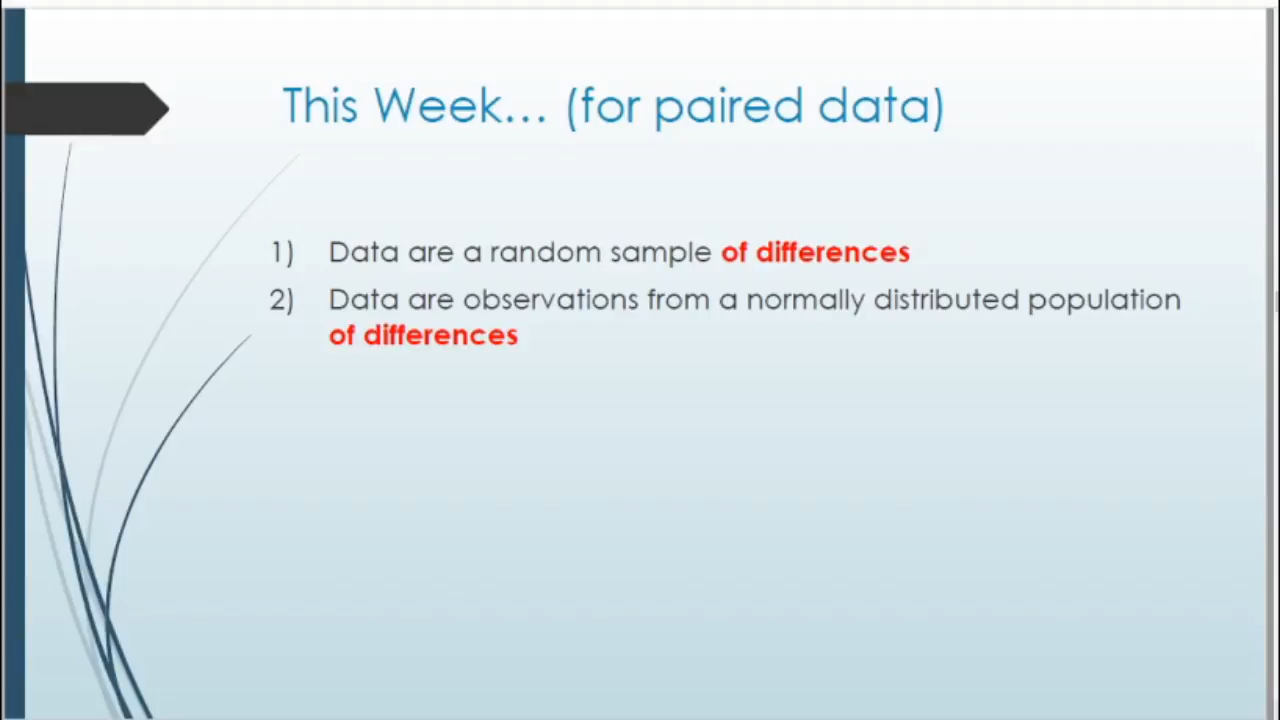 This Week... (for paired data)
1) Data are a random sample of differences
2) Data are observations from a normally distributed population
of differences